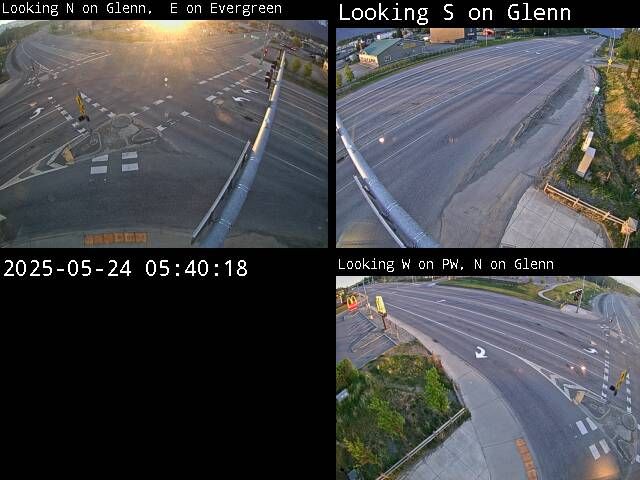 Looking N on Glenn,  E on Evergreen
Looking S on Glenn
2025-05-24 05:40:18
Looking W on PW, N on Glenn